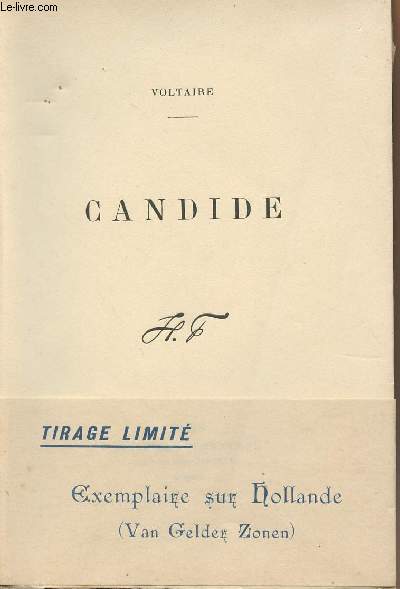 © Le-livre.com
VOLTAIRE
CANDIDE
H.F
TIRAGE LIMITÉ
Exemplaire sur Hollande
(Van Gelder Zonen)